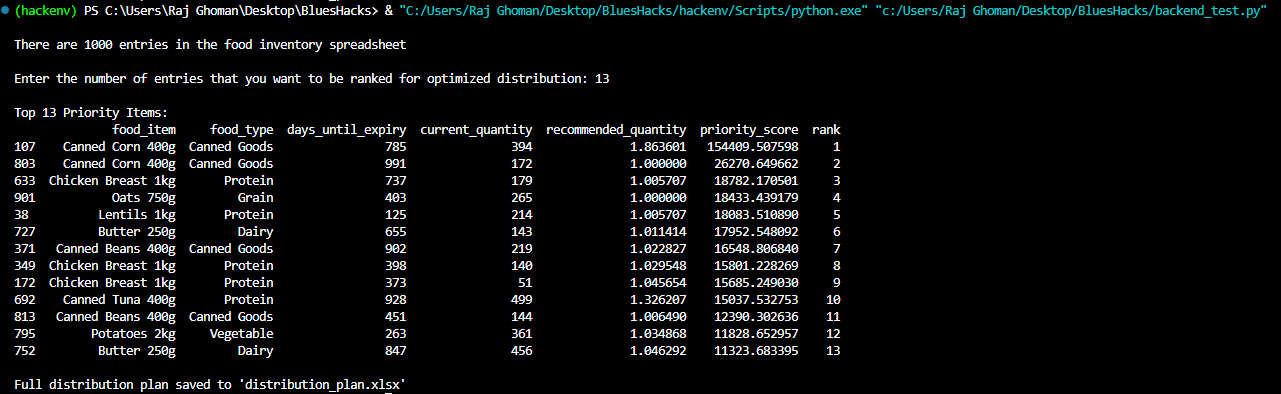 (hackenv) PS C:\Users\Raj Ghoman\Desktop\BluesHacks> & "C:/Users/Raj Ghoman/Desktop/BluesHacks/hackenv/Scripts/python.exe" "c:/Users/Raj Ghoman/Desktop/BluesHacks/backend_test.py"
There are 1000 entries in the food inventory spreadsheet
Enter the number of entries that you want to be ranked for optimized distribution: 13
Top 13 Priority Items:
food_item food_type days_until_expiry current_quantity recommended_quantity priority_score rank
107 Canned Corn 400g Canned Goods 785 394 1.863601 154409.507598 1
803 Canned Corn 400g Canned Goods 991 172 1.000000 26270.649662 2
633 Chicken Breast 1kg Protein 737 179 1.005707 18782.170501 3
901 Oats 750g Grain 403 265 1.000000 18433.439179 4
38 Lentils 1kg Protein 125 214 1.005707 18083.510890 5
727 Butter 250g Dairy 655 143 1.011414 17952.548092 6
371 Canned Beans 400g Canned Goods 902 219 1.022827 16548.806840 7
349 Chicken Breast 1kg Protein 398 140 1.029548 15801.228269 8
172 Chicken Breast 1kg Protein 373 51 1.045654 15685.249030 9
692 Canned Tuna 400g Protein 928 499 1.326207 15037.532753 10
813 Canned Beans 400g Canned Goods 451 144 1.006490 12390.302636 11
795 Potatoes 2kg Vegetable 263 361 1.034868 11828.652957 12
752 Butter 250g Dairy 847 456 1.046292 11323.683395 13
Full distribution plan saved to 'distribution_plan.xlsx'